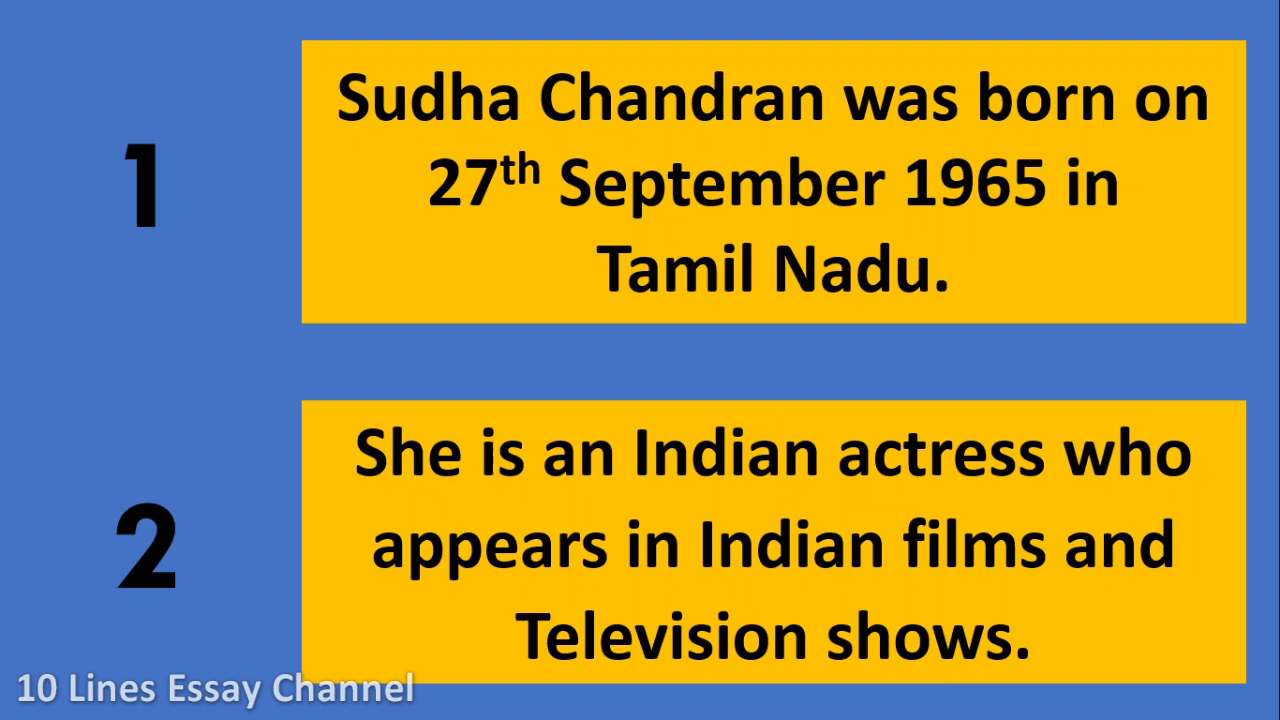 1
Sudha Chandran was born on
27th September 1965 in
Tamil Nadu.
2
She is an Indian actress who
appears in Indian films and
Television shows.
10 Lines Essay Channel